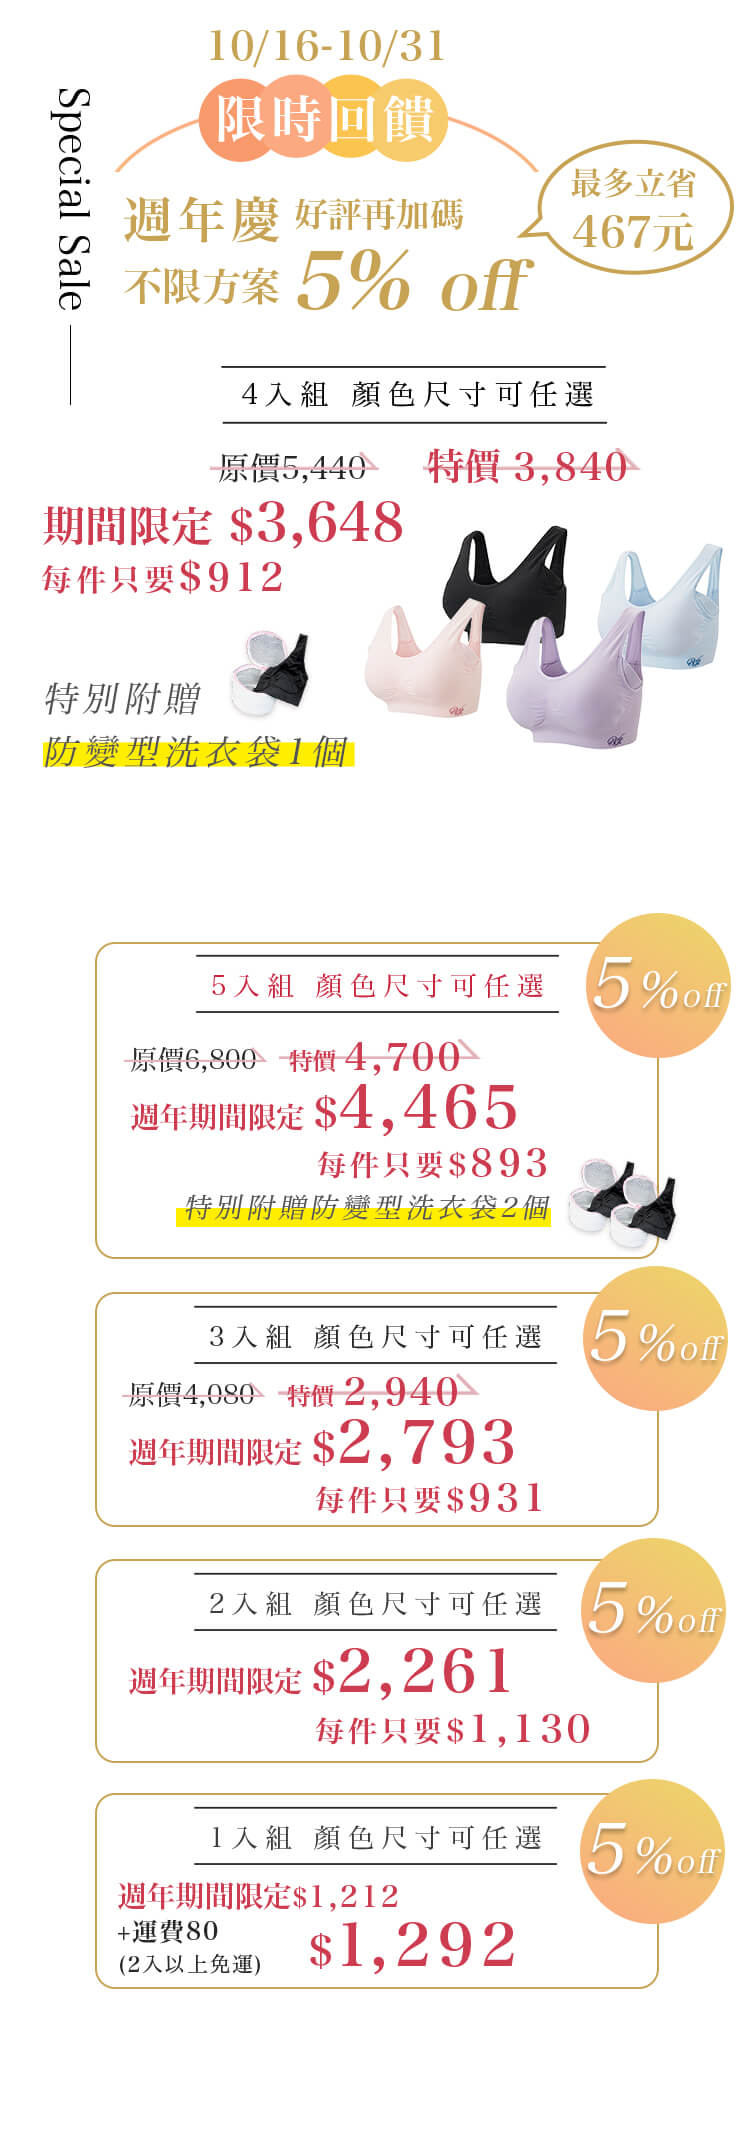 10/16-10/31
限時回饋
Special Sale
週年慶 好評再加碼
不限方案 5% off
最多立省
467元
4入組 顏色尺寸可任選
原價5,440 特價 3,840
期間限定 $3,648
每件只要$912
特別附贈
防變型洗衣袋1個
5%off
5入組 顏色尺寸可任選
原價6,800 特價 4,700
週年期間限定 $4,465
每件只要$893
特別附贈防變型洗衣袋2個
5%off
3入組 顏色尺寸可任選
原價4,080 特價 2,940
週年期間限定 $2,793
每件只要$931
5%off
2入組 顏色尺寸可任選
週年期間限定 $2,261
每件只要$1,130
5%off
1入組 顏色尺寸可任選
週年期間限定$1,212
+運費80
(2入以上免運)
$1,292